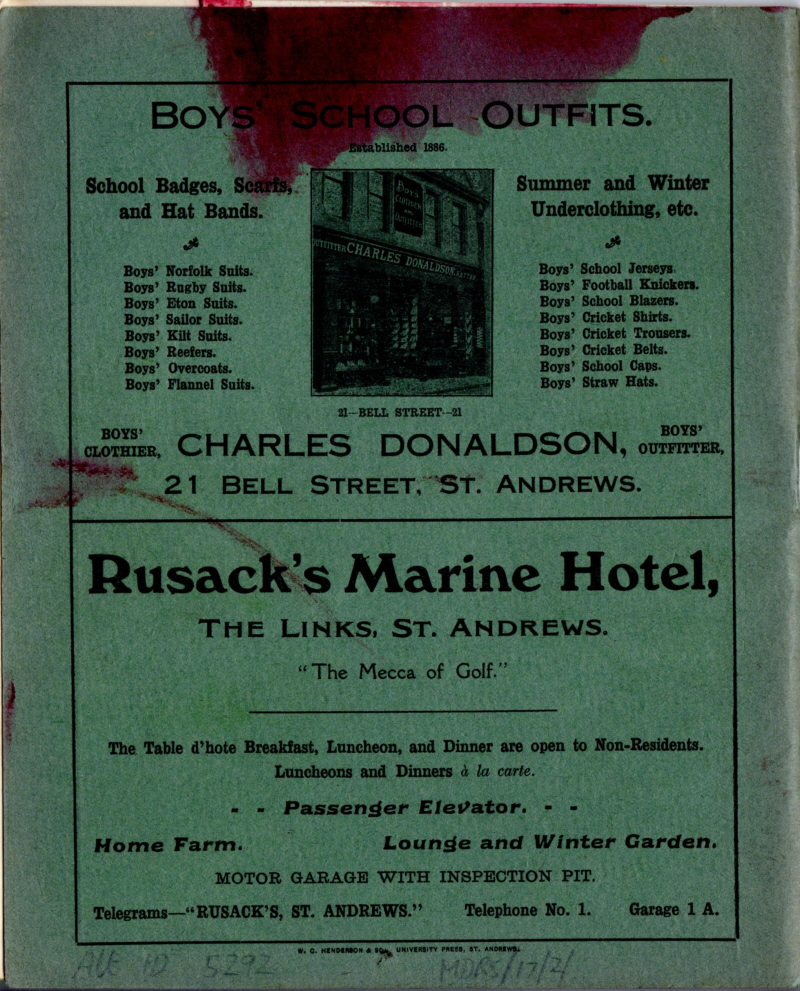 BOYS' SCHOOL OUTFITS.
Established 1886.
School Badges, Scarfs,
and Hat Bands.
Boys' Norfolk Suits.
Boys' Rugby Suits.
Boys' Eton Suits.
Boys' Sailor Suits.
Boys' Kilt Suits.
Boys' Reefers.
Boys' Overcoats.
Boys' Flannel Suits.
BOYS'
CLOTHIER
AND
OUTFITTER
OUTFITTER CHARLES DONALDSON
21—BELL STREET—21
Summer and Winter
Underclothing, etc.
Boys' School Jerseys.
Boys' Football Knickers.
Boys' School Blazers.
Boys' Cricket Shirts.
Boys' Cricket Trousers.
Boys' Cricket Belts.
Boys' School Caps.
Boys' Straw Hats.
BOYS'
CLOTHIER,
CHARLES DONALDSON,
BOYS'
OUTFITTER,
21 BELL STREET, ST. ANDREWS.
Rusack's Marine Hotel,
THE LINKS, ST. ANDREWS.
"The Mecca of Golf."
The Table d'hote Breakfast, Luncheon, and Dinner are open to Non-Residents.
Luncheons and Dinners à la carte.
- - Passenger Elevator. - -
Home Farm. Lounge and Winter Garden.
MOTOR GARAGE WITH INSPECTION PIT.
Telegrams—"RUSACK'S, ST. ANDREWS." Telephone No. 1. Garage 1 A.
W. C. HENDERSON & SON, UNIVERSITY PRESS, ST. ANDREWS.
5292